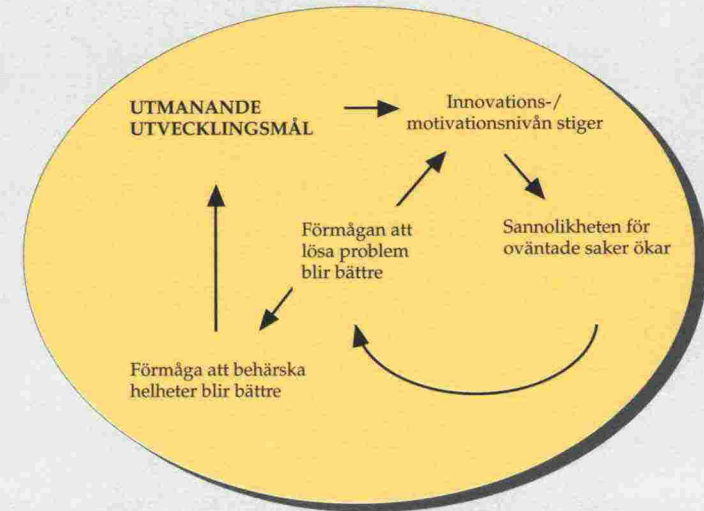 UTMANANDE
UTVECKLINGSMÅL
Innovations-/
motivationsnivån stiger
Förmågan att
lösa problem
blir bättre
Sannolikheten för
oväntade saker ökar
Förmåga att behärska
helheter blir bättre